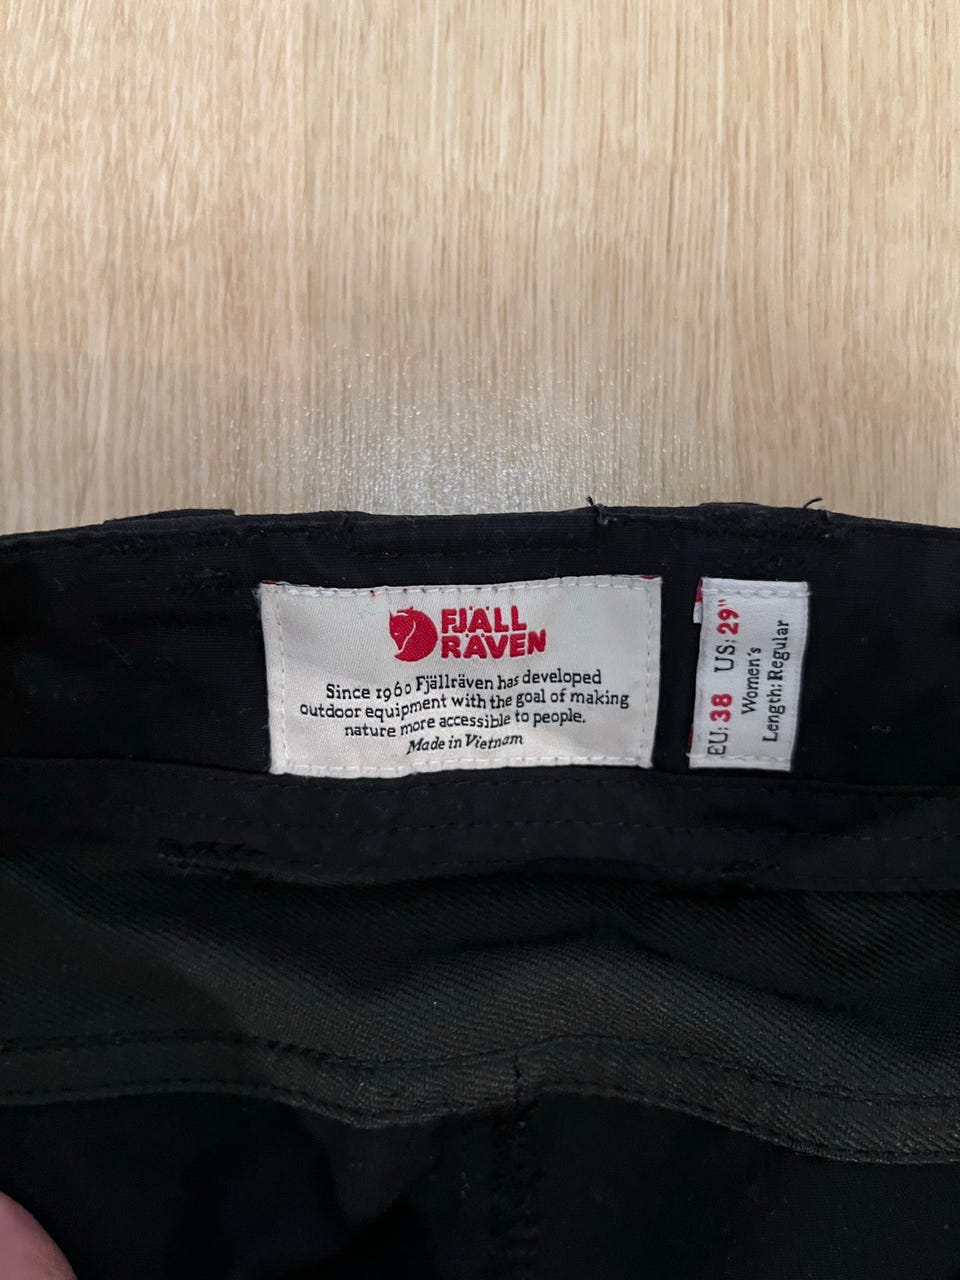 FJÄLL
RÄVEN
Since 1960 Fjällräven has developed
outdoor equipment with the goal of making
nature more accessible to people.
Made in Vietnam
EU: 38 US: 29"
Women's
Length: Regular